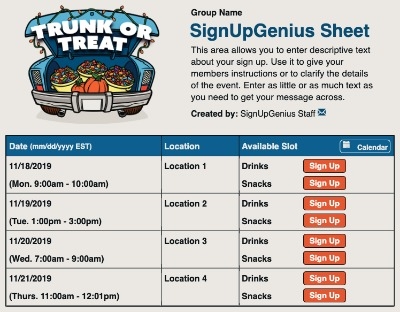 TRUNK OR
TREAT
Group Name
SignUpGenius Sheet
This area allows you to enter descriptive text
about your sign up. Use it to give your
members instructions or to clarify the details
of the event. Enter as little or as much text as
you need to get your message across.
Created by: SignUpGenius Staff
Date (mm/dd/yyyy EST) Location Available Slot Calendar
11/18/2019 Location 1 Drinks Sign Up
(Mon. 9:00am - 10:00am) Snacks Sign Up
11/19/2019 Location 2 Drinks Sign Up
(Tue. 1:00pm - 3:00pm) Snacks Sign Up
11/20/2019 Location 3 Drinks Sign Up
(Wed. 7:00am - 9:00am) Snacks Sign Up
11/21/2019 Location 4 Drinks Sign Up
(Thurs. 11:00am - 12:01pm) Snacks Sign Up